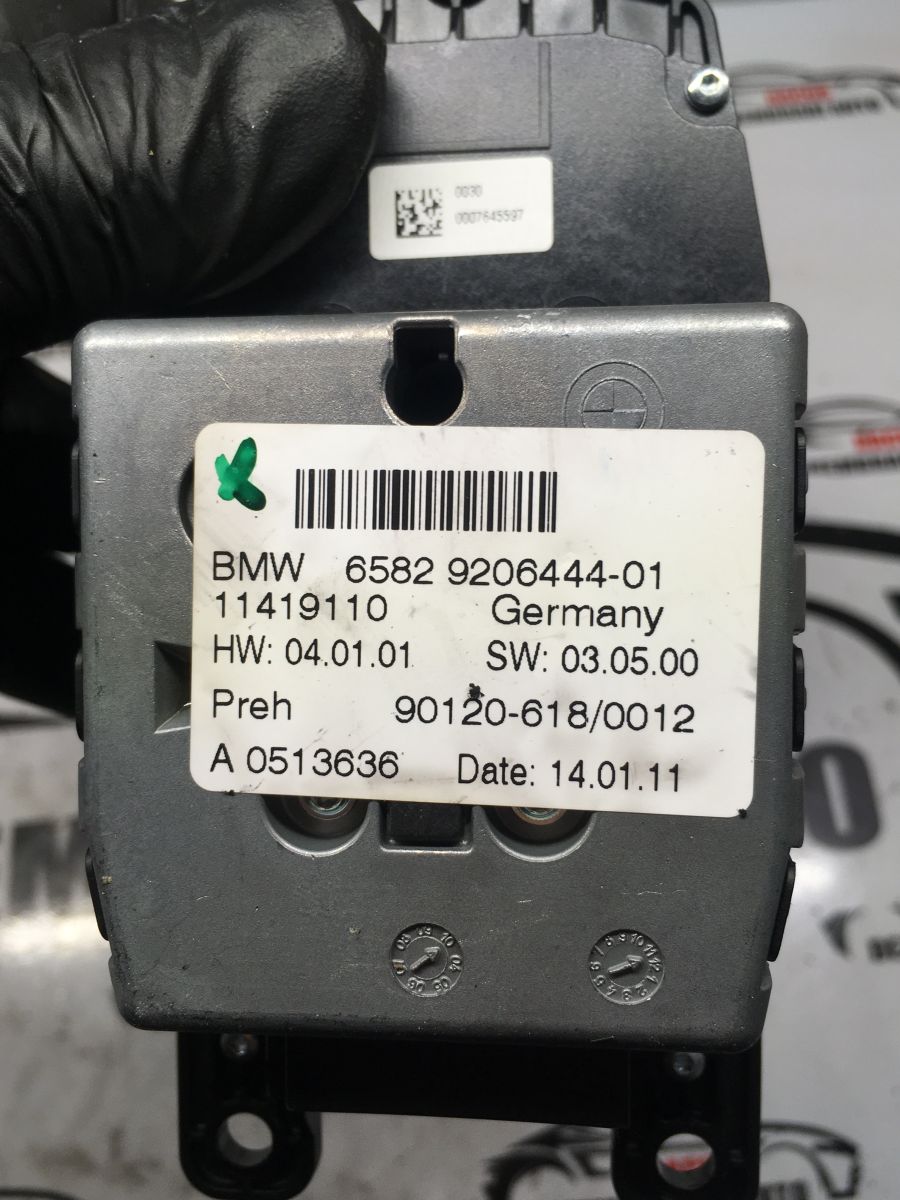 0030
0007645597
BMW 6582 9206444-01
11419110 Germany
HW: 04.01.01 SW: 03.05.00
Preh 90120-618/0012
A 0513636 Date: 14.01.11